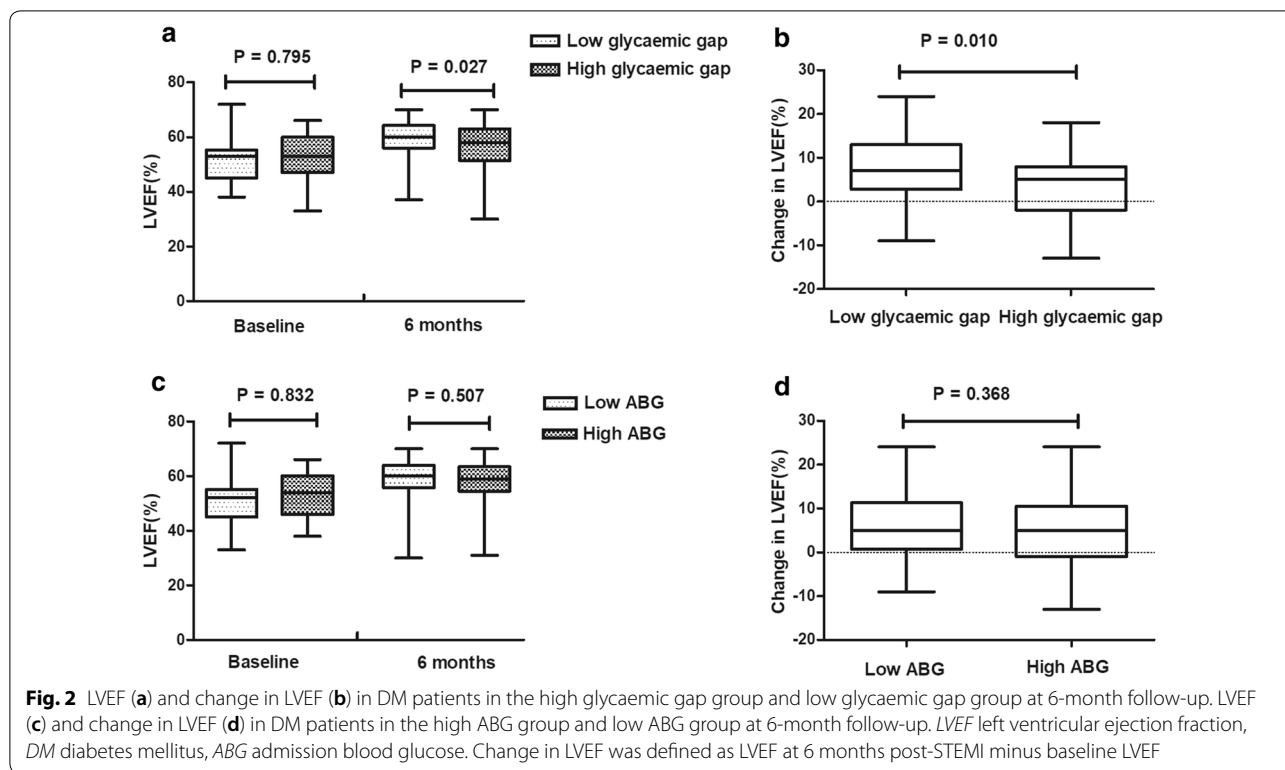 a
P = 0.795
P = 0.027
Low glycaemic gap
High glycaemic gap
LVEF(%)
80
60
40
20
0
Baseline
6 months
b
P = 0.010
Change in LVEF(%)
30
20
10
0
-10
-20
Low glycaemic gap
High glycaemic gap
c
P = 0.832
P = 0.507
Low ABG
High ABG
LVEF(%)
80
60
40
20
0
Baseline
6 months
d
P = 0.368
Change in LVEF(%)
30
20
10
0
-10
-20
Low ABG
High ABG
Fig. 2 LVEF (a) and change in LVEF (b) in DM patients in the high glycaemic gap group and low glycaemic gap group at 6-month follow-up. LVEF
(c) and change in LVEF (d) in DM patients in the high ABG group and low ABG group at 6-month follow-up. LVEF left ventricular ejection fraction,
DM diabetes mellitus, ABG admission blood glucose. Change in LVEF was defined as LVEF at 6 months post-STEMI minus baseline LVEF